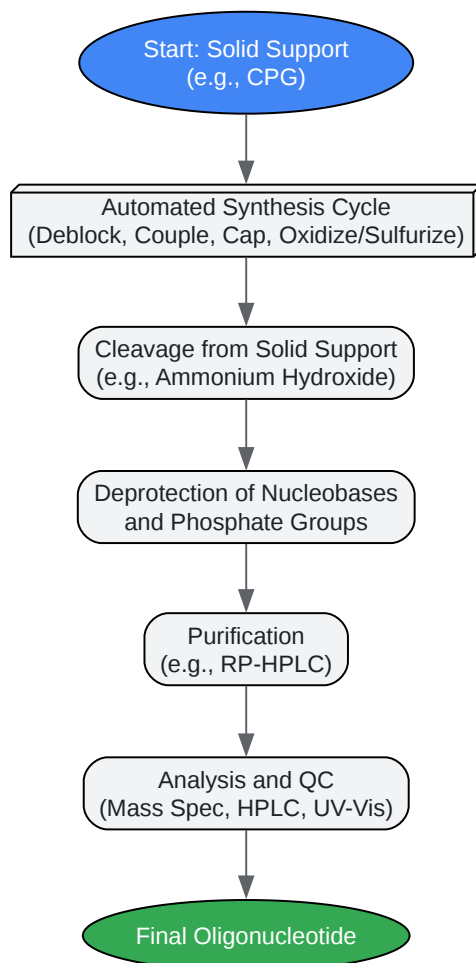 Start: Solid Support
(e.g., CPG)
Automated Synthesis Cycle
(Deblock, Couple, Cap, Oxidize/Sulfurize)
Cleavage from Solid Support
(e.g., Ammonium Hydroxide)
Deprotection of Nucleobases
and Phosphate Groups
Purification
(e.g., RP-HPLC)
Analysis and QC
(Mass Spec, HPLC, UV-Vis)
Final Oligonucleotide